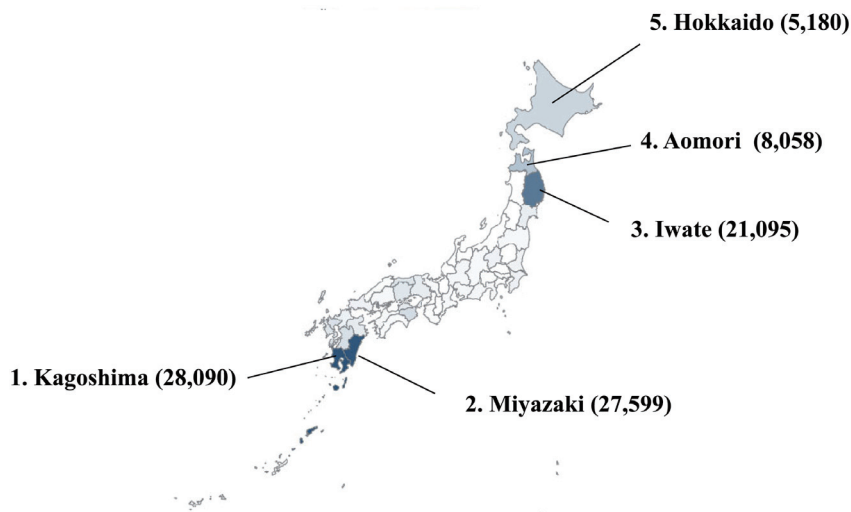 5. Hokkaido (5,180)
4. Aomori (8,058)
3. Iwate (21,095)
1. Kagoshima (28,090)
2. Miyazaki (27,599)